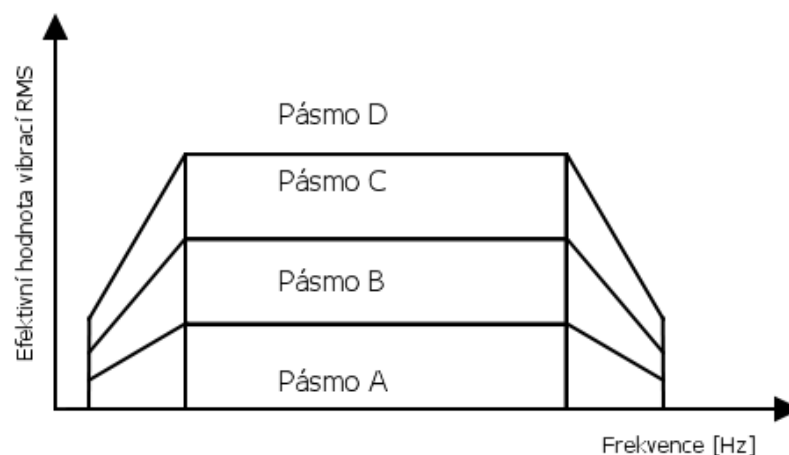 Efektivní hodnota vibrací RMS
Pásmo D
Pásmo C
Pásmo B
Pásmo A
Frekvence [Hz]